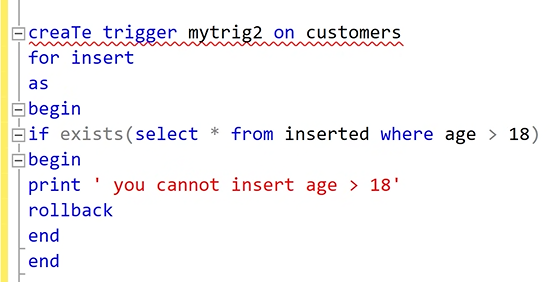 creaTe trigger mytrig2 on customers
for insert
as
begin
if exists(select * from inserted where age > 18)
begin
print ' you cannot insert age > 18'
rollback
end
end